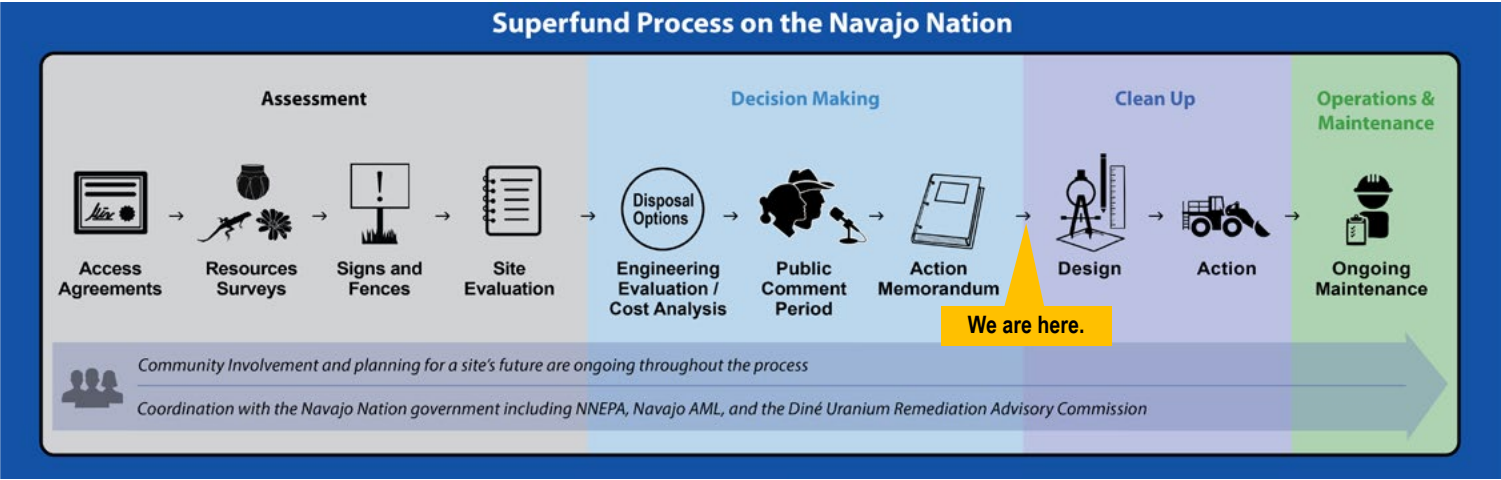 Superfund Process on the Navajo Nation
Assessment
Decision Making
Clean Up
Operations &
Maintenance
Access
Agreements
Resources
Surveys
!
Signs and
Fences
Site
Evaluation
Disposal
Options
Engineering
Evaluation /
Cost Analysis
Public
Comment
Period
Action
Memorandum
Design
Action
Ongoing
Maintenance
We are here.
Community Involvement and planning for a site's future are ongoing throughout the process
Coordination with the Navajo Nation government including NNEPA, Navajo AML, and the Diné Uranium Remediation Advisory Commission